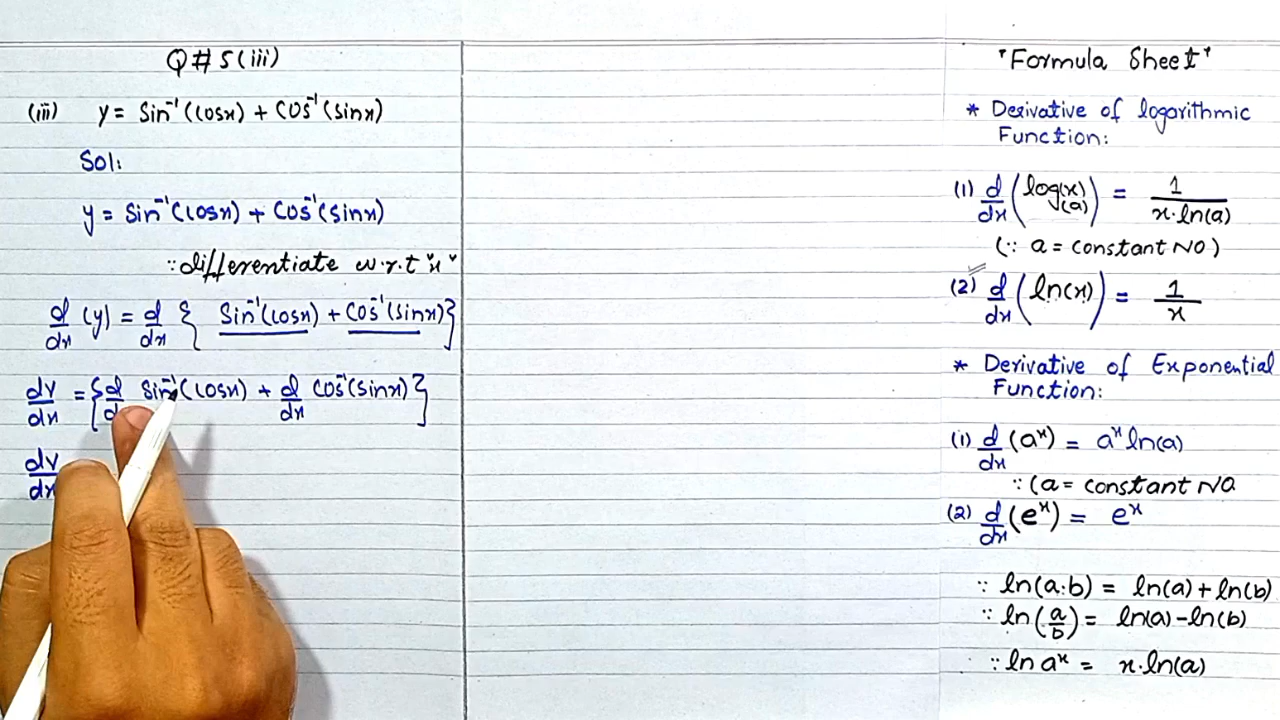 Q # 5(iii)
(iii) y = Sin⁻¹(cosx) + Cos⁻¹(sinx)
Sol:
y = Sin⁻¹(cosx) + Cos⁻¹(sinx)
∵ differentiate w.r.t "x"
d/dx (y) = d/dx { Sin⁻¹(cosx) + Cos⁻¹(sinx) }
dy/dx = { d/d Sin⁻¹(cosx) + d/dx Cos⁻¹(sinx) }
dy/dx
"Formula Sheet"
* Derivative of logarithmic
Function:
(1) d/dx (log(x)(a)) = 1/(x·ln(a))
(∵ a = constant NO)
(2) d/dx (ln(x)) = 1/x
* Derivative of Exponential
Function:
(1) d/dx (aˣ) = aˣ ln(a)
∵ (a = constant NO
(2) d/dx (eˣ) = eˣ
∵ ln(a·b) = ln(a) + ln(b)
∵ ln(a/b) = ln(a) - ln(b)
∵ ln aˣ = x·ln(a)